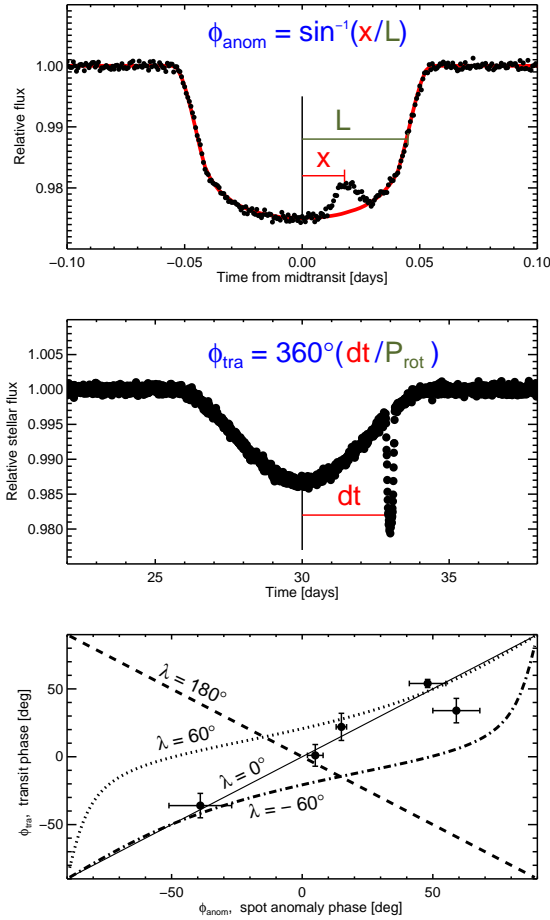 ϕanom = sin⁻¹(x/L)
Relative flux
1.00
0.99
0.98
L
x
-0.10
-0.05
0.00
0.05
0.10
Time from midtransit [days]
ϕtra = 360°(dt/Prot)
Relative stellar flux
1.005
1.000
0.995
0.990
0.985
0.980
dt
25
30
35
Time [days]
ϕtra, transit phase [deg]
50
0
−50
λ = 180°
λ = 60°
λ = 0°
λ = − 60°
−50
0
50
ϕanom, spot anomaly phase [deg]